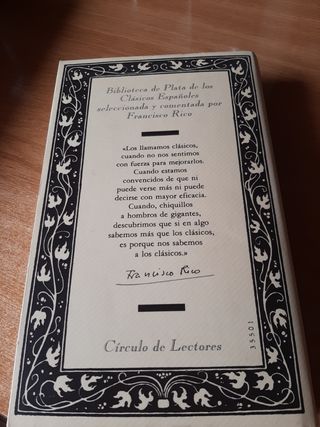 Biblioteca de Plata de los
Clásicos Españoles
seleccionada y comentada por
Francisco Rico
«Los llamamos clásicos,
cuando no nos sentimos
con fuerza para mejorarlos.
Cuando estamos
convencidos de que ni
puede verse más ni puede
decirse con mayor eficacia.
Cuando, chiquillos
a hombros de gigantes,
descubrimos que si en algo
sabemos más que los clásicos,
es porque nos sabemos
a los clásicos.»
Francisco Rico
Círculo de Lectores
35501